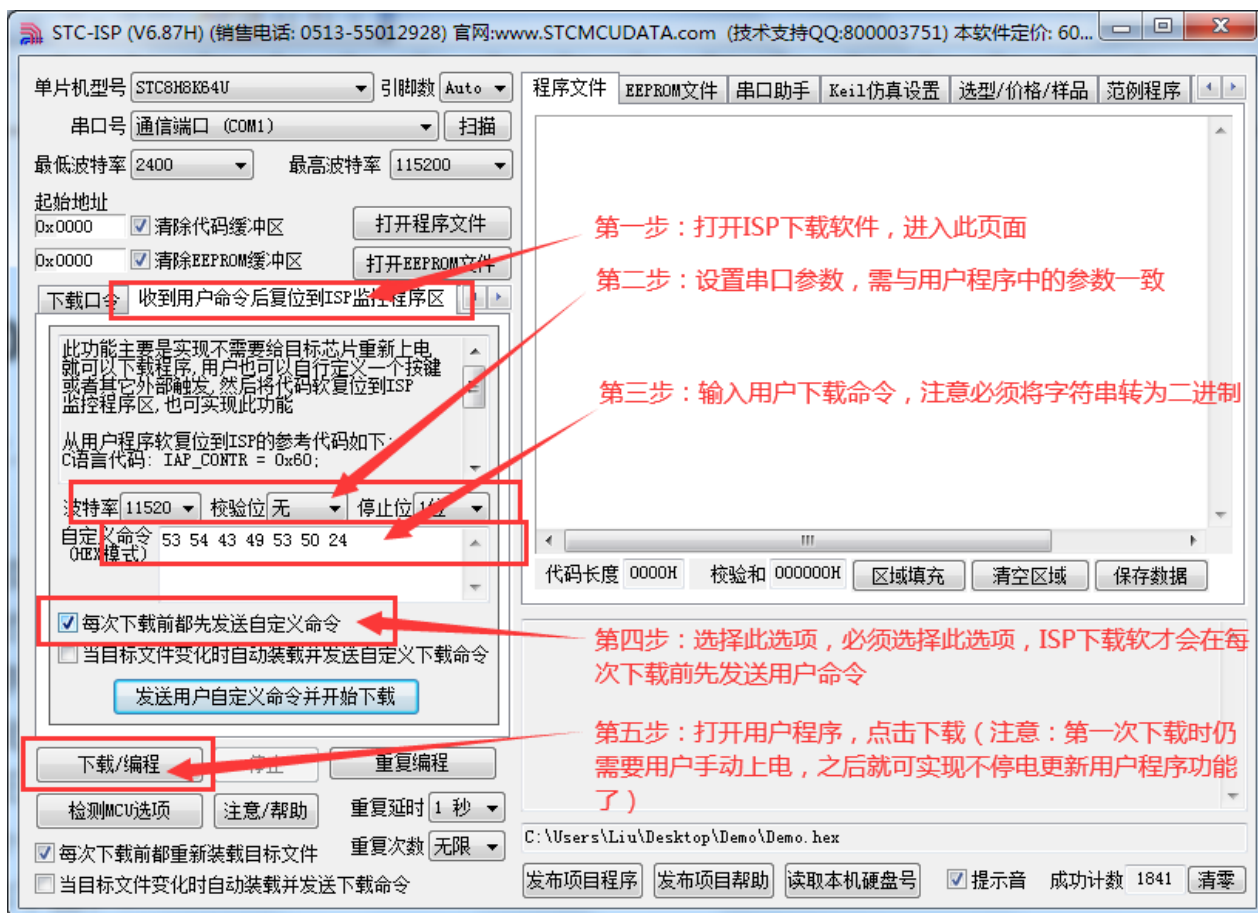 STC-ISP (V6.87H) (销售电话: 0513-55012928) 官网:www.STCMCUDATA.com (技术支持QQ:800003751) 本软件定价: 60...
单片机型号 STC8H8K64U 引脚数 Auto
串口号 通信端口 (COM1) 扫描
最低波特率 2400 最高波特率 115200
起始地址
0x0000 清除代码缓冲区 打开程序文件
0x0000 清除EEPROM缓冲区 打开EEPROM文件
下载口令 收到用户命令后复位到ISP监控程序区
此功能主要是实现不需要给目标芯片重新上电,
就可以下载程序,用户也可以自行定义一个按键
或者其它外部触发,然后将代码软复位到ISP
监控程序区,也可实现此功能
从用户程序软复位到ISP的参考代码如下:
C语言代码: IAP_CONTR = 0x60;
波特率 11520 校验位 无 停止位 1位
自定义命令 53 54 43 49 53 50 24
(HEX模式)
每次下载前都先发送自定义命令
当目标文件变化时自动装载并发送自定义下载命令
发送用户自定义命令并开始下载
下载/编程 停止 重复编程
检测MCU选项 注意/帮助 重复延时 1 秒
每次下载前都重新装载目标文件 重复次数 无限
当目标文件变化时自动装载并发送下载命令
程序文件 EEPROM文件 串口助手 Keil仿真设置 选型/价格/样品 范例程序
第一步：打开ISP下载软件，进入此页面
第二步：设置串口参数，需与用户程序中的参数一致
第三步：输入用户下载命令，注意必须将字符串转为二进制
代码长度 0000H 校验和 000000H 区域填充 清空区域 保存数据
第四步：选择此选项，必须选择此选项，ISP下载软才会在每
次下载前先发送用户命令
第五步：打开用户程序，点击下载（注意：第一次下载时仍
需要用户手动上电，之后就可实现不停电更新用户程序功能
了）
C:\Users\Liu\Desktop\Demo\Demo.hex
发布项目程序 发布项目帮助 读取本机硬盘号 提示音 成功计数 1841 清零